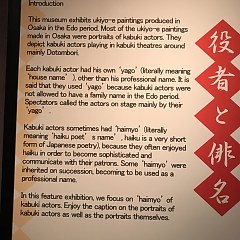 Introduction
This museum exhibits ukiyo-e paintings produced in
Osaka in the Edo period. Most of the ukiyo-e paintings
made in Osaka were portraits of kabuki actors. They
depict kabuki actors playing in kabuki theatres around
mainly Dotombori.
Each kabuki actor had his own ‘yago’ (literally meaning
‘house name’), other than his professional name. It is
said that they used ‘yago’ because kabuki actors were
not allowed to have a family name in the Edo period.
Spectators called the actors on stage mainly by their
‘yago’.
Kabuki actors sometimes had ‘haimyo’ (literally
meaning ‘haiku poet’s name’, haiku is a very short
form of Japanese poetry), because they often enjoyed
haiku in order to become sophisticated and
communicate with their patrons. Some ‘haimyo’ were
inherited on succession, becoming to be used as a
professional name.
In this feature exhibition, we focus on ‘haimyo’ of
kabuki actors. Enjoy the caption on the portraits of
kabuki actors as well as the portraits themselves.
役者と俳名